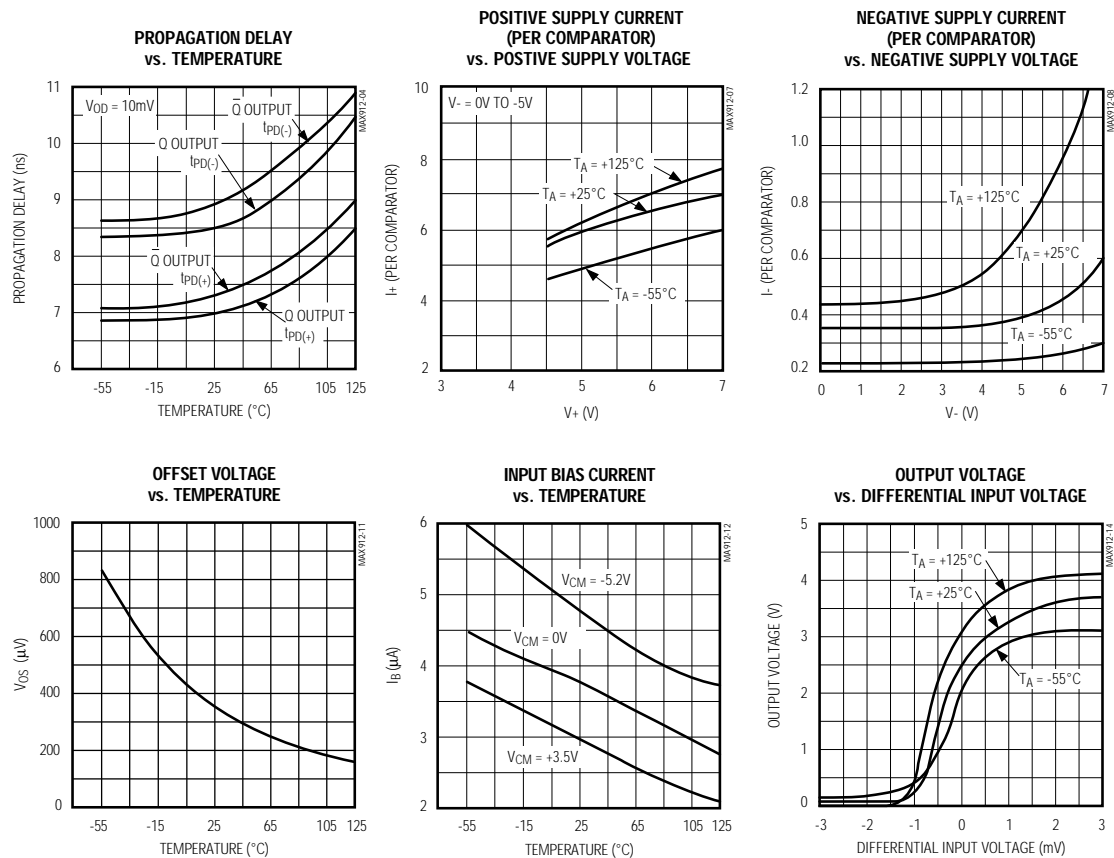 PROPAGATION DELAY
vs. TEMPERATURE
11
10
9
8
7
6
PROPAGATION DELAY (ns)
VOD = 10mV
Q̅ OUTPUT
tPD(-)
Q OUTPUT
tPD(-)
Q̅ OUTPUT
tPD(+)
Q OUTPUT
tPD(+)
MAX912-04
-55 -15 25 65 105 125
TEMPERATURE (°C)
POSITIVE SUPPLY CURRENT
(PER COMPARATOR)
vs. POSTIVE SUPPLY VOLTAGE
10
8
6
4
2
I+ (PER COMPARATOR)
V- = 0V TO -5V
TA = +125°C
TA = +25°C
TA = -55°C
MAX912-07
3 4 5 6 7
V+ (V)
NEGATIVE SUPPLY CURRENT
(PER COMPARATOR)
vs. NEGATIVE SUPPLY VOLTAGE
1.2
1.0
0.8
0.6
0.4
0.2
I- (PER COMPARATOR)
TA = +125°C
TA = +25°C
TA = -55°C
MAX912-08
0 1 2 3 4 5 6 7
V- (V)
OFFSET VOLTAGE
vs. TEMPERATURE
1000
800
600
400
200
0
VOS (µV)
MAX912-11
-55 -15 25 65 105 125
TEMPERATURE (°C)
INPUT BIAS CURRENT
vs. TEMPERATURE
6
5
4
3
2
IB (µA)
VCM = -5.2V
VCM = 0V
VCM = +3.5V
MA912-12
-55 -15 25 65 105 125
TEMPERATURE (°C)
OUTPUT VOLTAGE
vs. DIFFERENTIAL INPUT VOLTAGE
5
4
3
2
1
0
OUTPUT VOLTAGE (V)
TA = +125°C
TA = +25°C
TA = -55°C
MAX912-14
-3 -2 -1 0 1 2 3
DIFFERENTIAL INPUT VOLTAGE (mV)